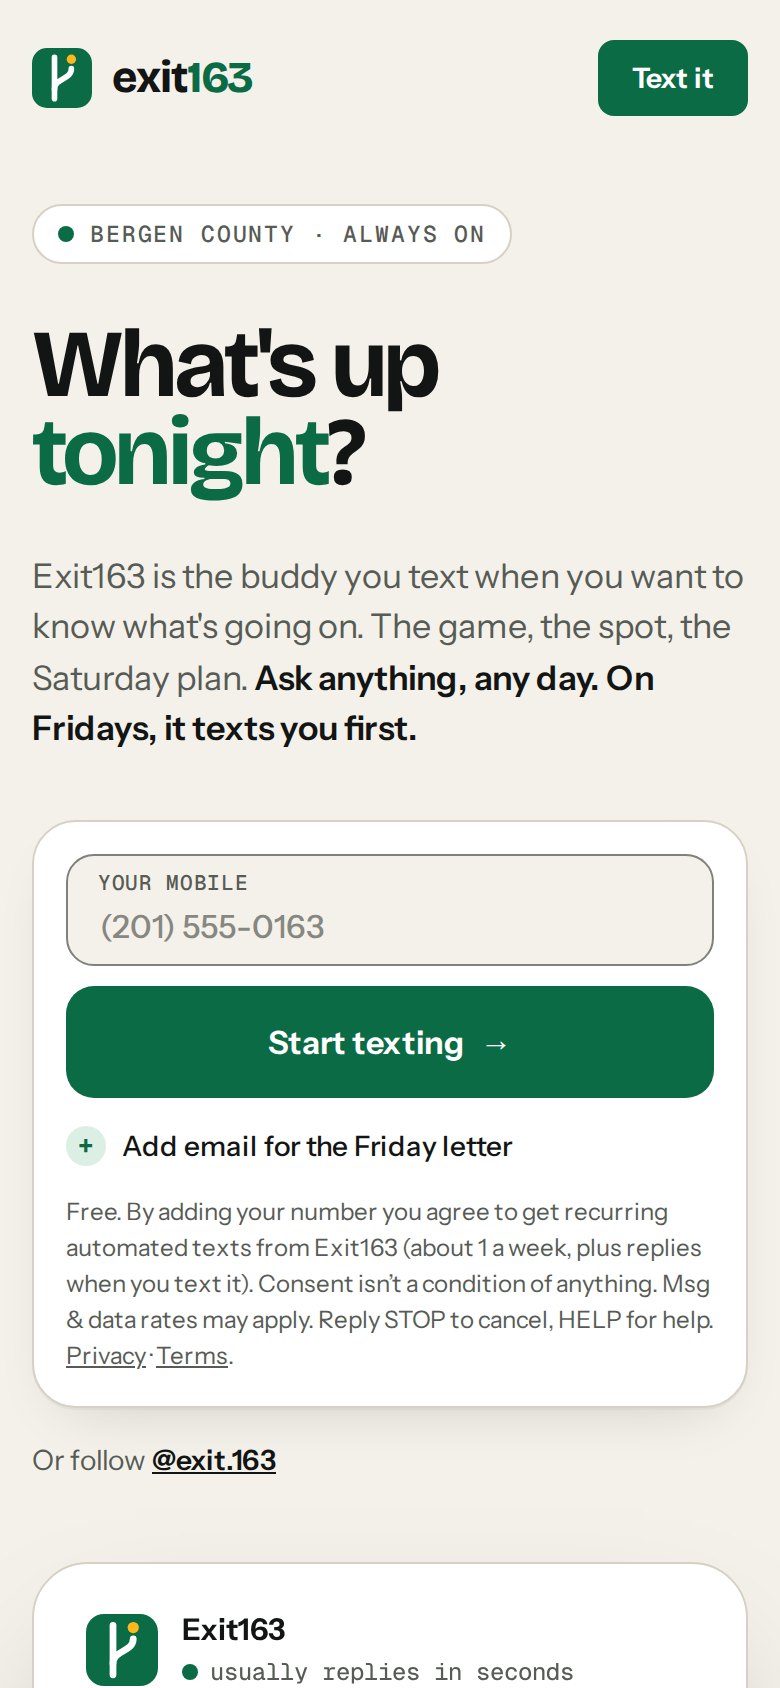 exit163
Text it
BERGEN COUNTY · ALWAYS ON
What's up
tonight?
Exit163 is the buddy you text when you want to
know what's going on. The game, the spot, the
Saturday plan. Ask anything, any day. On
Fridays, it texts you first.
YOUR MOBILE
(201) 555-0163
Start texting →
+ Add email for the Friday letter
Free. By adding your number you agree to get recurring
automated texts from Exit163 (about 1 a week, plus replies
when you text it). Consent isn’t a condition of anything. Msg
& data rates may apply. Reply STOP to cancel, HELP for help.
Privacy · Terms.
Or follow @exit.163
Exit163
usually replies in seconds